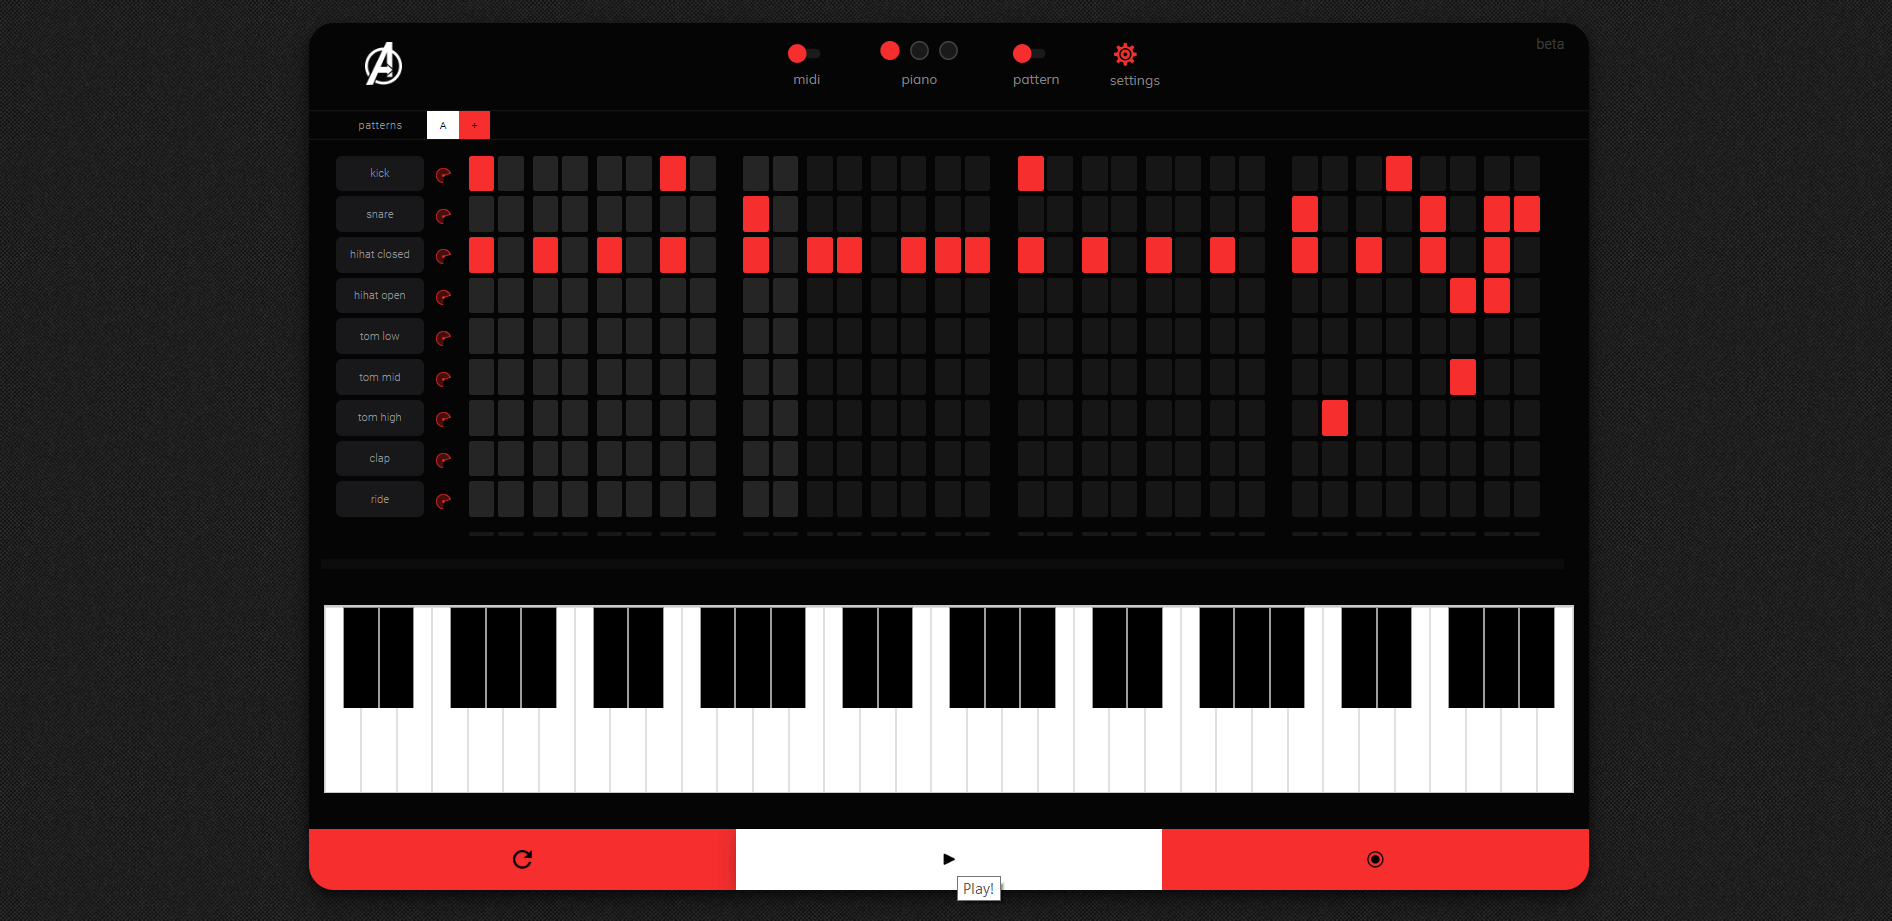 beta
midi
piano
pattern
settings
patterns
A
+
kick
snare
hihat closed
hihat open
tom low
tom mid
tom high
clap
ride
Play!